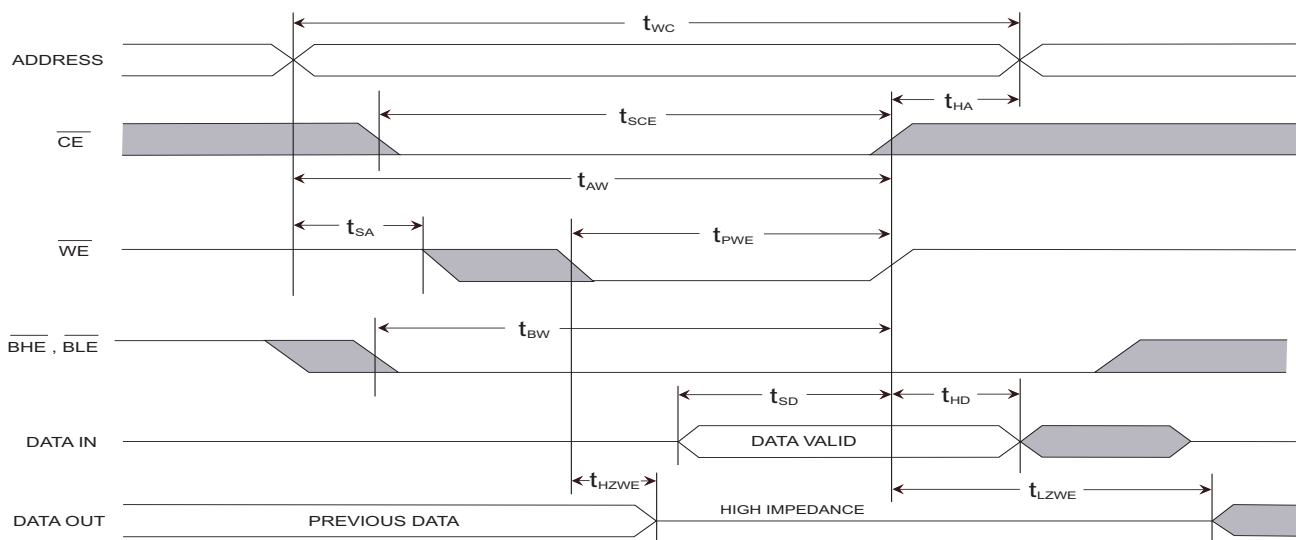 tWC
ADDRESS
tHA
tSCE
CE
tAW
tSA
tPWE
WE
tBW
BHE , BLE
tSD
tHD
DATA IN
DATA VALID
tHZWE
tLZWE
DATA OUT
PREVIOUS DATA
HIGH IMPEDANCE